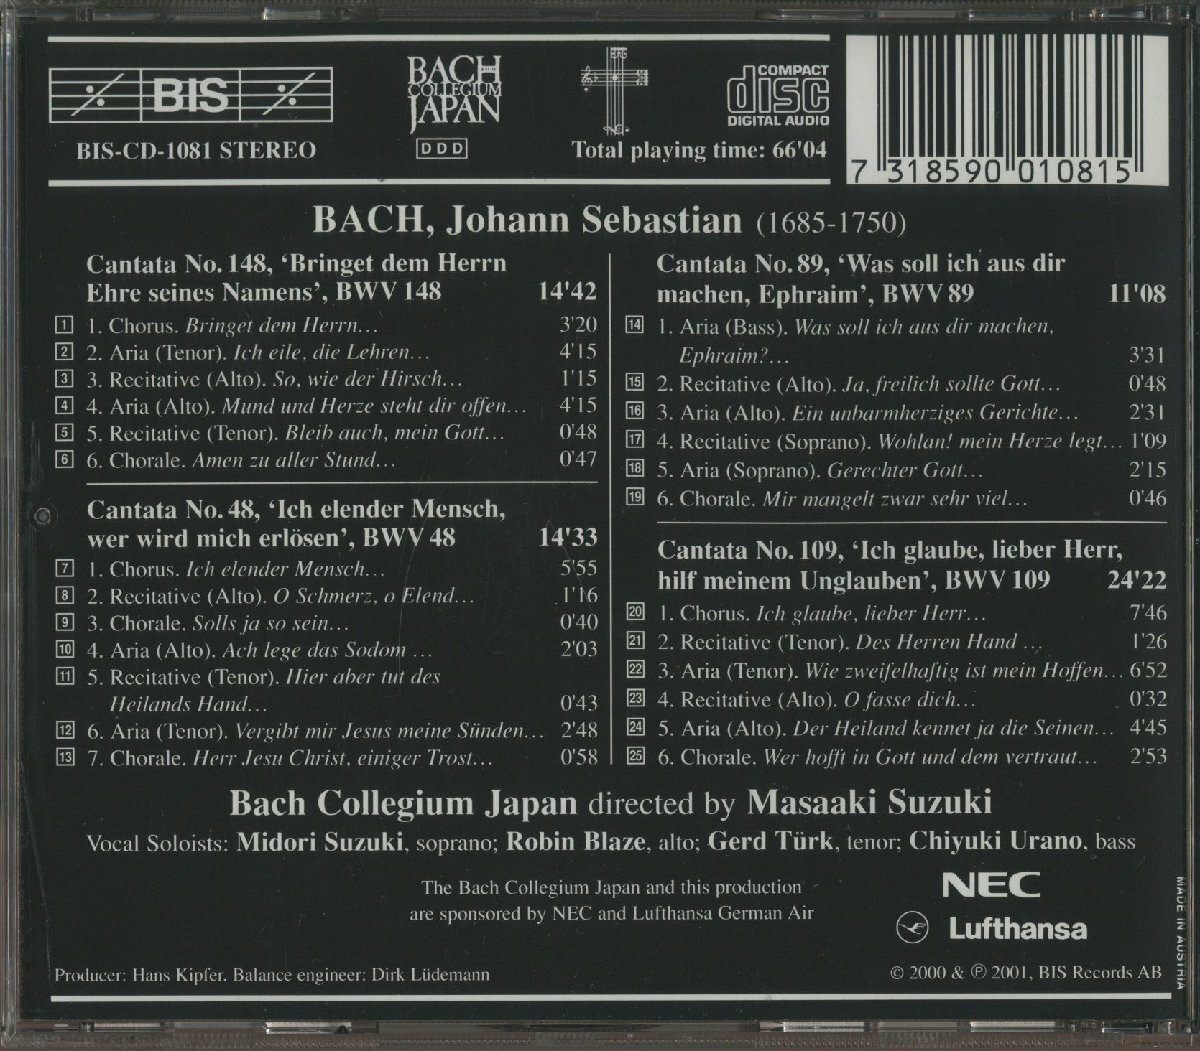 BIS
BIS-CD-1081 STEREO
BACH
COLLEGIUM
JAPAN
DDD
COMPACT
disc
DIGITAL AUDIO
Total playing time: 66'04
7 318590 010815
BACH, Johann Sebastian (1685-1750)
Cantata No. 148, ‘Bringet dem Herrn
Ehre seines Namens’, BWV 148 14'42
1 1. Chorus. Bringet dem Herrn… 3'20
2 2. Aria (Tenor). Ich eile, die Lehren… 4'15
3 3. Recitative (Alto). So, wie der Hirsch… 1'15
4 4. Aria (Alto). Mund und Herze steht dir offen… 4'15
5 5. Recitative (Tenor). Bleib auch, mein Gott… 0'48
6 6. Chorale. Amen zu aller Stund… 0'47
Cantata No. 48, ‘Ich elender Mensch,
wer wird mich erlösen’, BWV 48 14'33
7 1. Chorus. Ich elender Mensch… 5'55
8 2. Recitative (Alto). O Schmerz, o Elend… 1'16
9 3. Chorale. Solls ja so sein… 0'40
10 4. Aria (Alto). Ach lege das Sodom … 2'03
11 5. Recitative (Tenor). Hier aber tut des
Heilands Hand… 0'43
12 6. Aria (Tenor). Vergibt mir Jesus meine Sünden… 2'48
13 7. Chorale. Herr Jesu Christ, einiger Trost… 0'58
Cantata No. 89, ‘Was soll ich aus dir
machen, Ephraim’, BWV 89 11'08
14 1. Aria (Bass). Was soll ich aus dir machen,
Ephraim?… 3'31
15 2. Recitative (Alto). Ja, freilich sollte Gott… 0'48
16 3. Aria (Alto). Ein unbarmherziges Gerichte… 2'31
17 4. Recitative (Soprano). Wohlan! mein Herze legt… 1'09
18 5. Aria (Soprano). Gerechter Gott… 2'15
19 6. Chorale. Mir mangelt zwar sehr viel… 0'46
Cantata No. 109, ‘Ich glaube, lieber Herr,
hilf meinem Unglauben’, BWV 109 24'22
20 1. Chorus. Ich glaube, lieber Herr… 7'46
21 2. Recitative (Tenor). Des Herren Hand … 1'26
22 3. Aria (Tenor). Wie zweifelhaftig ist mein Hoffen… 6'52
23 4. Recitative (Alto). O fasse dich… 0'32
24 5. Aria (Alto). Der Heiland kennet ja die Seinen… 4'45
25 6. Chorale. Wer hofft in Gott und dem vertraut… 2'53
Bach Collegium Japan directed by Masaaki Suzuki
Vocal Soloists: Midori Suzuki, soprano; Robin Blaze, alto; Gerd Türk, tenor; Chiyuki Urano, bass
The Bach Collegium Japan and this production
are sponsored by NEC and Lufthansa German Air
NEC
Lufthansa
Producer: Hans Kipfer. Balance engineer: Dirk Lüdemann
© 2000 & ℗ 2001, BIS Records AB
MADE IN AUSTRIA